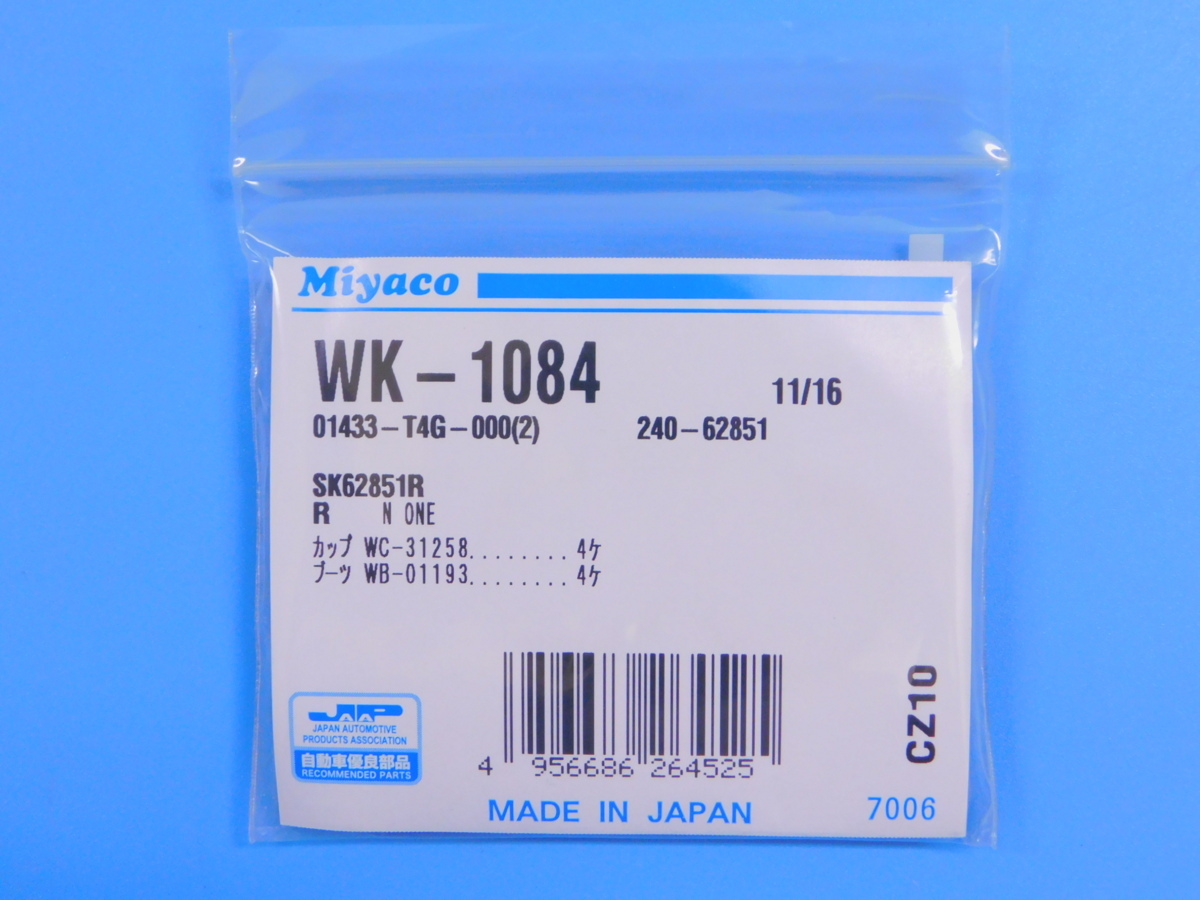 Miyaco
WK-1084 11/16
01433-T4G-000(2) 240-62851
SK62851R
R N ONE
カップ WC-31258........4ケ
ブーツ WB-01193........4ケ
JAAP
JAPAN AUTOMOTIVE
PRODUCTS ASSOCIATION
自動車優良部品
RECOMMENDED PARTS
4 956686 264525
MADE IN JAPAN
7006
CZ10